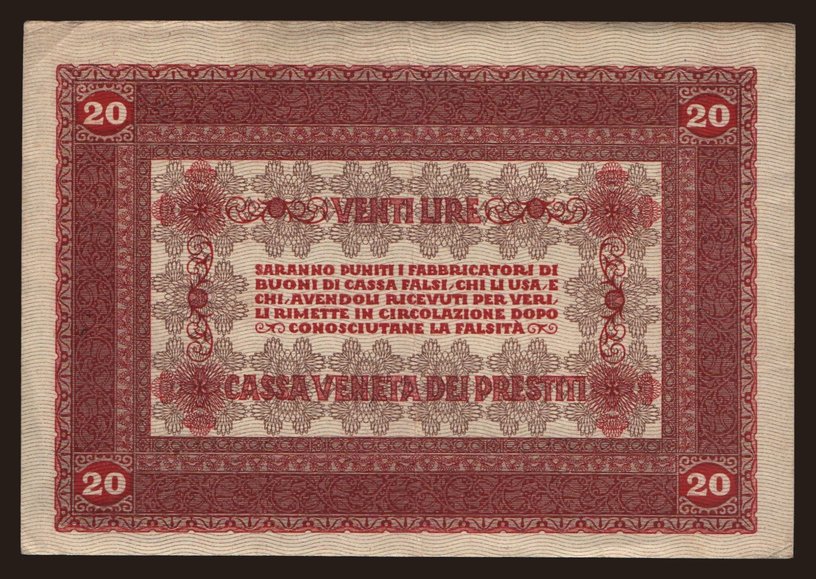 20 20
VENTI LIRE
SARANNO PUNITI I FABBRICATORI DI
BUONI DI CASSA FALSI, CHI LI USA, E
CHI, AVENDOLI RICEVUTI PER VERI,
LI RIMETTE IN CIRCOLAZIONE DOPO
CONOSCIUTANE LA FALSITÀ
CASSA VENETA DEI PRESTITI
20 20